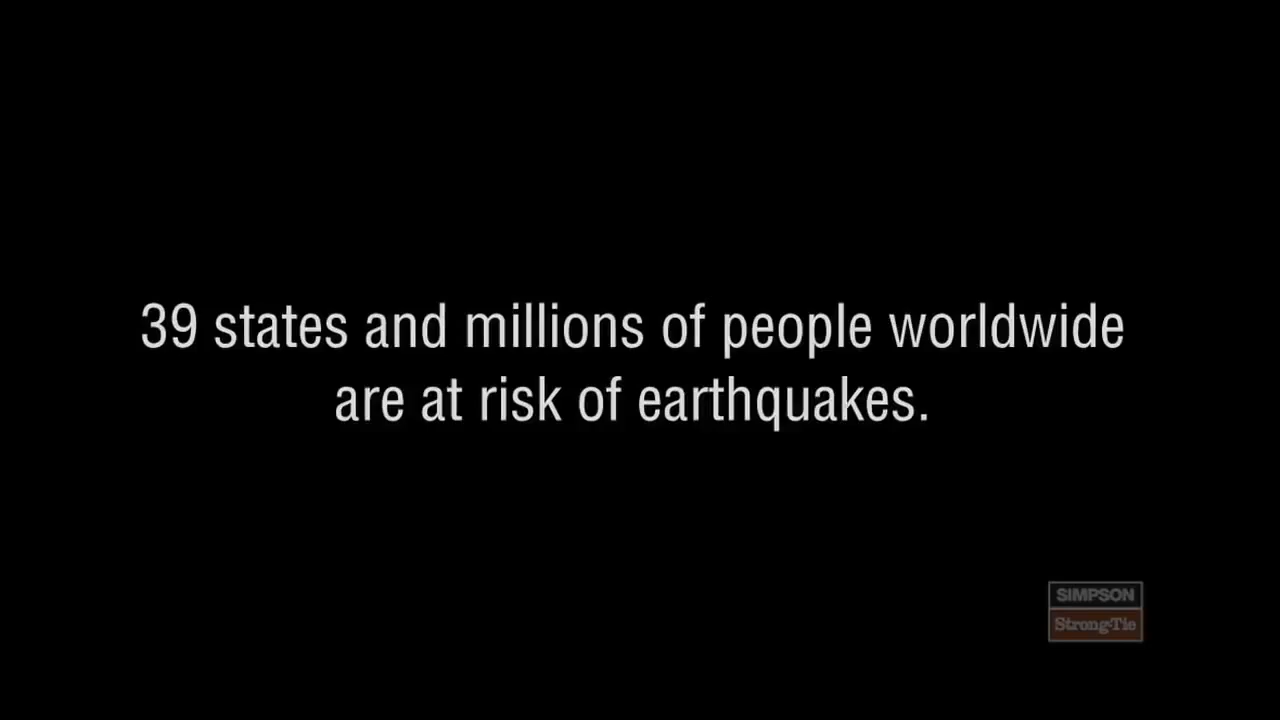 39 states and millions of people worldwide
are at risk of earthquakes.
SIMPSON
Strong-Tie